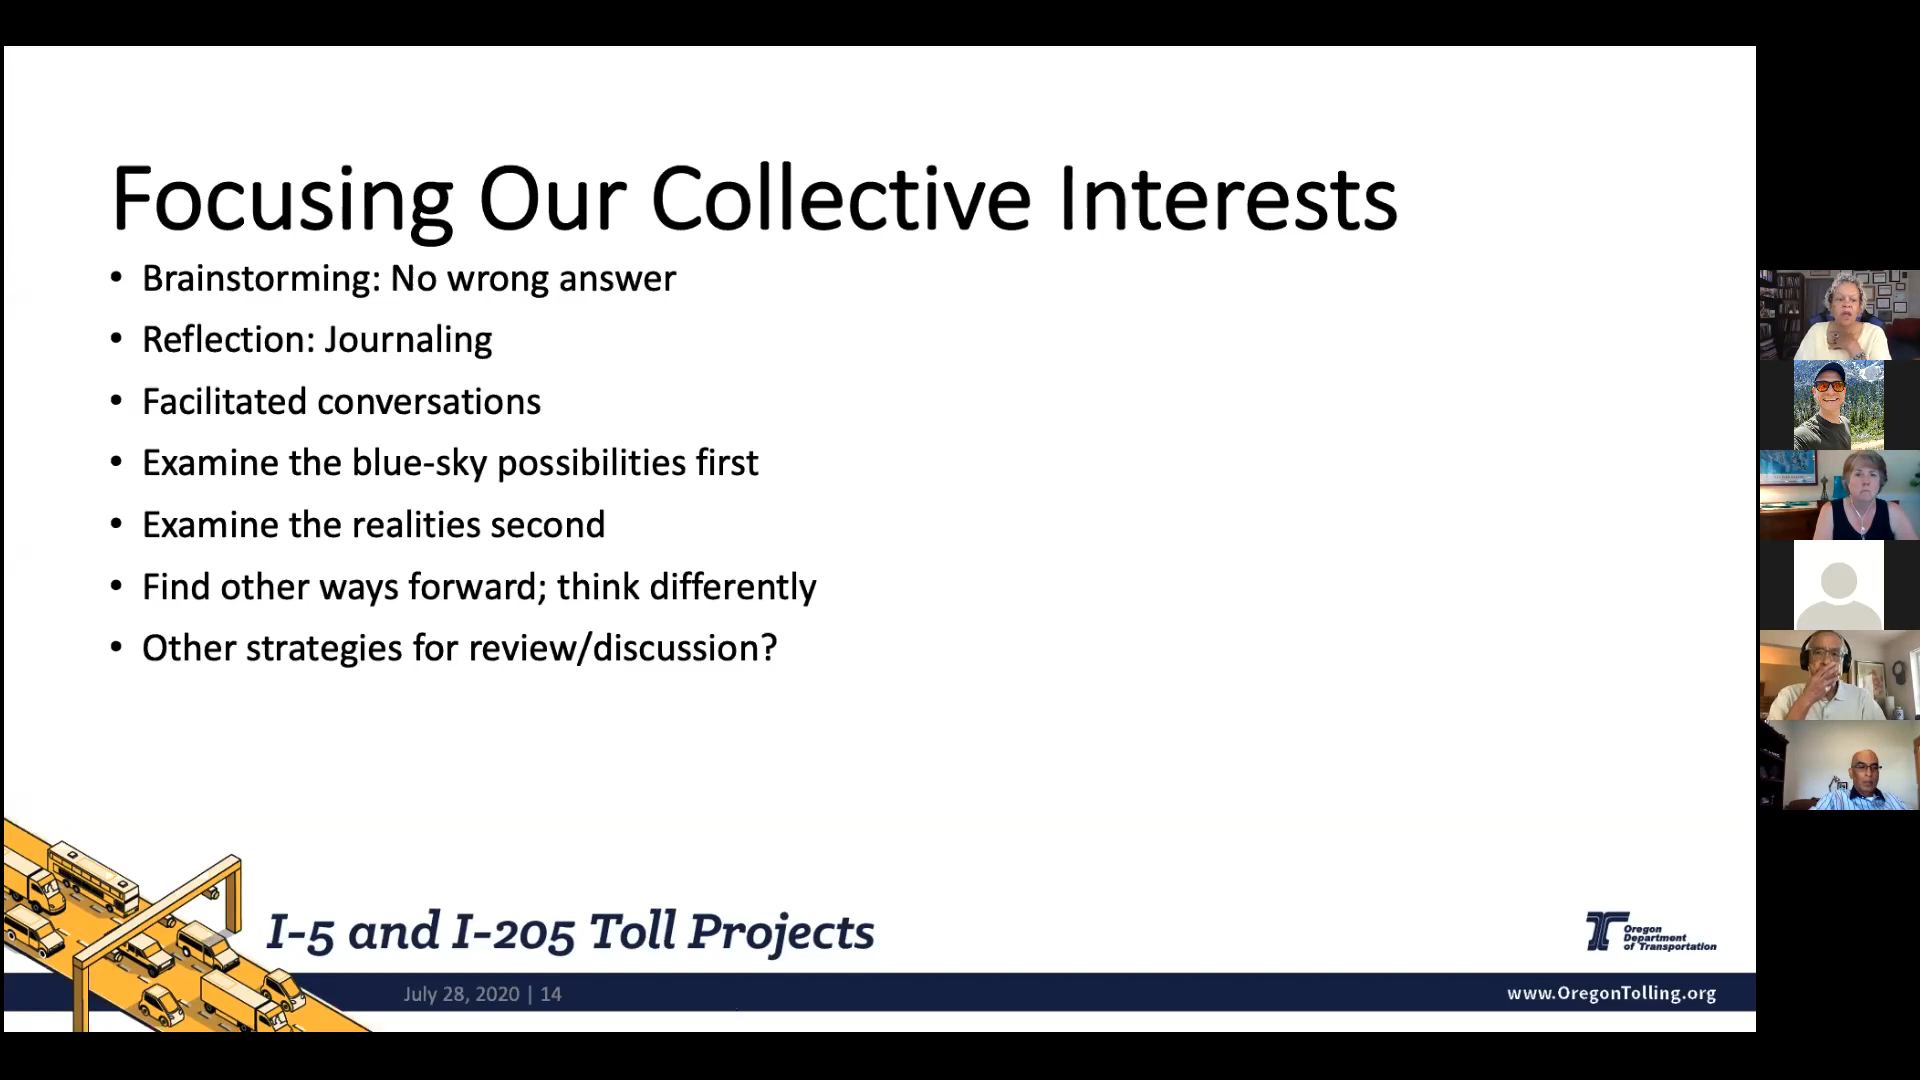 Focusing Our Collective Interests
• Brainstorming: No wrong answer
• Reflection: Journaling
• Facilitated conversations
• Examine the blue-sky possibilities first
• Examine the realities second
• Find other ways forward; think differently
• Other strategies for review/discussion?
I-5 and I-205 Toll Projects
Oregon
Department
of Transportation
July 28, 2020 | 14
www.OregonTolling.org